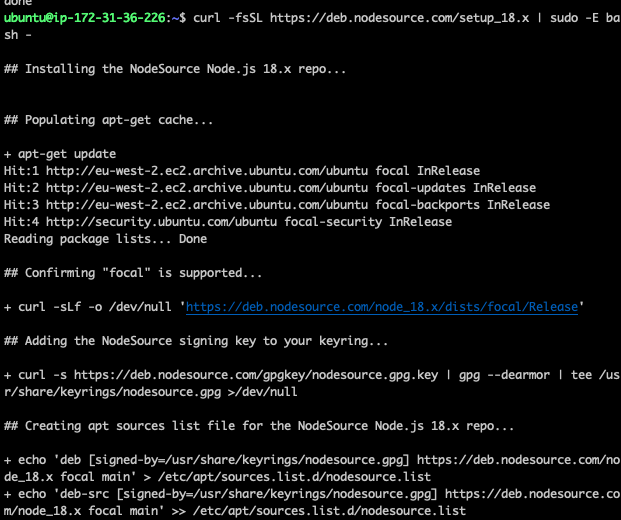 done
ubuntu@ip-172-31-36-226:~$ curl -fsSL https://deb.nodesource.com/setup_18.x | sudo -E ba
sh -
## Installing the NodeSource Node.js 18.x repo...
## Populating apt-get cache...
+ apt-get update
Hit:1 http://eu-west-2.ec2.archive.ubuntu.com/ubuntu focal InRelease
Hit:2 http://eu-west-2.ec2.archive.ubuntu.com/ubuntu focal-updates InRelease
Hit:3 http://eu-west-2.ec2.archive.ubuntu.com/ubuntu focal-backports InRelease
Hit:4 http://security.ubuntu.com/ubuntu focal-security InRelease
Reading package lists... Done
## Confirming "focal" is supported...
+ curl -sLf -o /dev/null 'https://deb.nodesource.com/node_18.x/dists/focal/Release'
## Adding the NodeSource signing key to your keyring...
+ curl -s https://deb.nodesource.com/gpgkey/nodesource.gpg.key | gpg --dearmor | tee /us
r/share/keyrings/nodesource.gpg >/dev/null
## Creating apt sources list file for the NodeSource Node.js 18.x repo...
+ echo 'deb [signed-by=/usr/share/keyrings/nodesource.gpg] https://deb.nodesource.com/no
de_18.x focal main' > /etc/apt/sources.list.d/nodesource.list
+ echo 'deb-src [signed-by=/usr/share/keyrings/nodesource.gpg] https://deb.nodesource.co
m/node_18.x focal main' >> /etc/apt/sources.list.d/nodesource.list